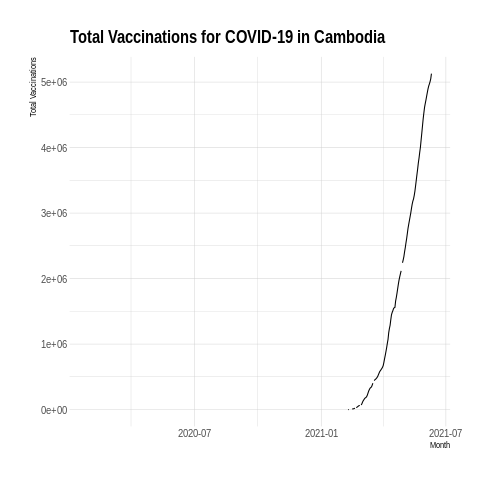 Total Vaccinations for COVID-19 in Cambodia
Total Vaccinations
5e+06
4e+06
3e+06
2e+06
1e+06
0e+00
2020-07
2021-01
2021-07
Month